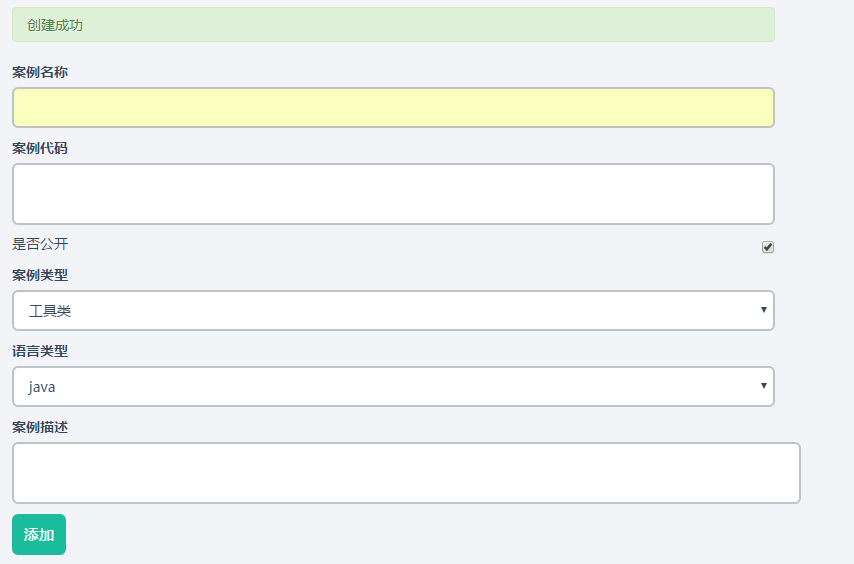 创建成功
案例名称
案例代码
是否公开
案例类型
工具类
语言类型
java
案例描述
添加